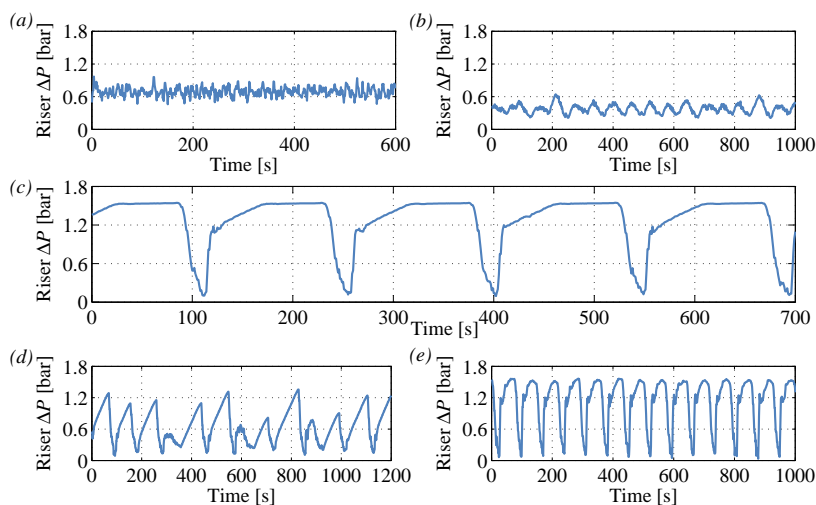 (a)
Riser ΔP [bar]
1.8
1.2
0.6
0
0 200 400 600
Time [s]
(b)
Riser ΔP [bar]
1.8
1.2
0.6
0
0 200 400 600 800 1000
Time [s]
(c)
Riser ΔP [bar]
1.8
1.2
0.6
0
0 100 200 300 400 500 600 700
Time [s]
(d)
Riser ΔP [bar]
1.8
1.2
0.6
0
0 200 400 600 800 1000 1200
Time [s]
(e)
Riser ΔP [bar]
1.8
1.2
0.6
0
0 200 400 600 800 1000
Time [s]